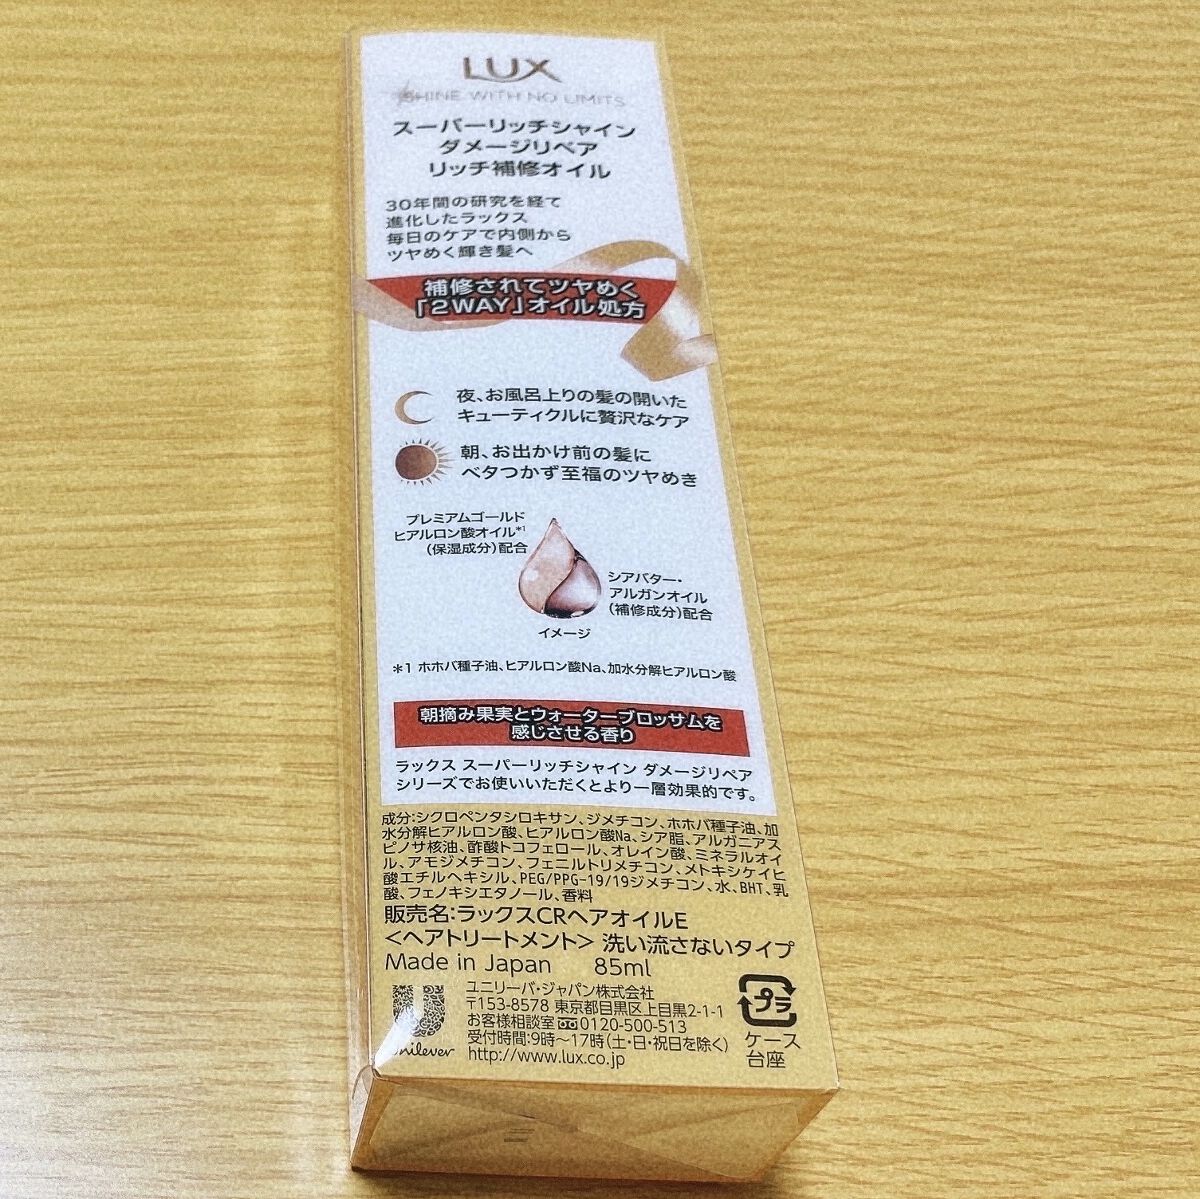 LUX
SHINE WITH NO LIMITS
スーパーリッチシャイン
ダメージリペア
リッチ補修オイル
30年間の研究を経て
進化したラックス
毎日のケアで内側から
ツヤめく輝き髪へ
補修されてツヤめく
「2WAY」オイル処方
夜、お風呂上りの髪の開いた
キューティクルに贅沢なケア
朝、お出かけ前の髪に
ベタつかず至福のツヤめき
プレミアムゴールド
ヒアルロン酸オイル*1
(保湿成分)配合
シアバター・
アルガンオイル
(補修成分)配合
イメージ
*1 ホホバ種子油、ヒアルロン酸Na、加水分解ヒアルロン酸
朝摘み果実とウォーターブロッサムを
感じさせる香り
ラックス スーパーリッチシャイン ダメージリペア
シリーズでお使いいただくとより一層効果的です。
成分:シクロペンタシロキサン、ジメチコン、ホホバ種子油、加
水分解ヒアルロン酸、ヒアルロン酸Na、シア脂、アルガニアス
ピノサ核油、酢酸トコフェロール、オレイン酸、ミネラルオイ
ル、アモジメチコン、フェニルトリメチコン、メトキシケイヒ
酸エチルヘキシル、PEG/PPG-19/19ジメチコン、水、BHT、乳
酸、フェノキシエタノール、香料
販売名:ラックスCRヘアオイルE
<ヘアトリートメント> 洗い流さないタイプ
Made in Japan 85ml
ユニリーバ・ジャパン株式会社
〒153-8578 東京都目黒区上目黒2-1-1
お客様相談室 0120-500-513
受付時間:9時〜17時(土・日・祝日を除く)
http://www.lux.co.jp
Unilever
プラ
ケース
台座